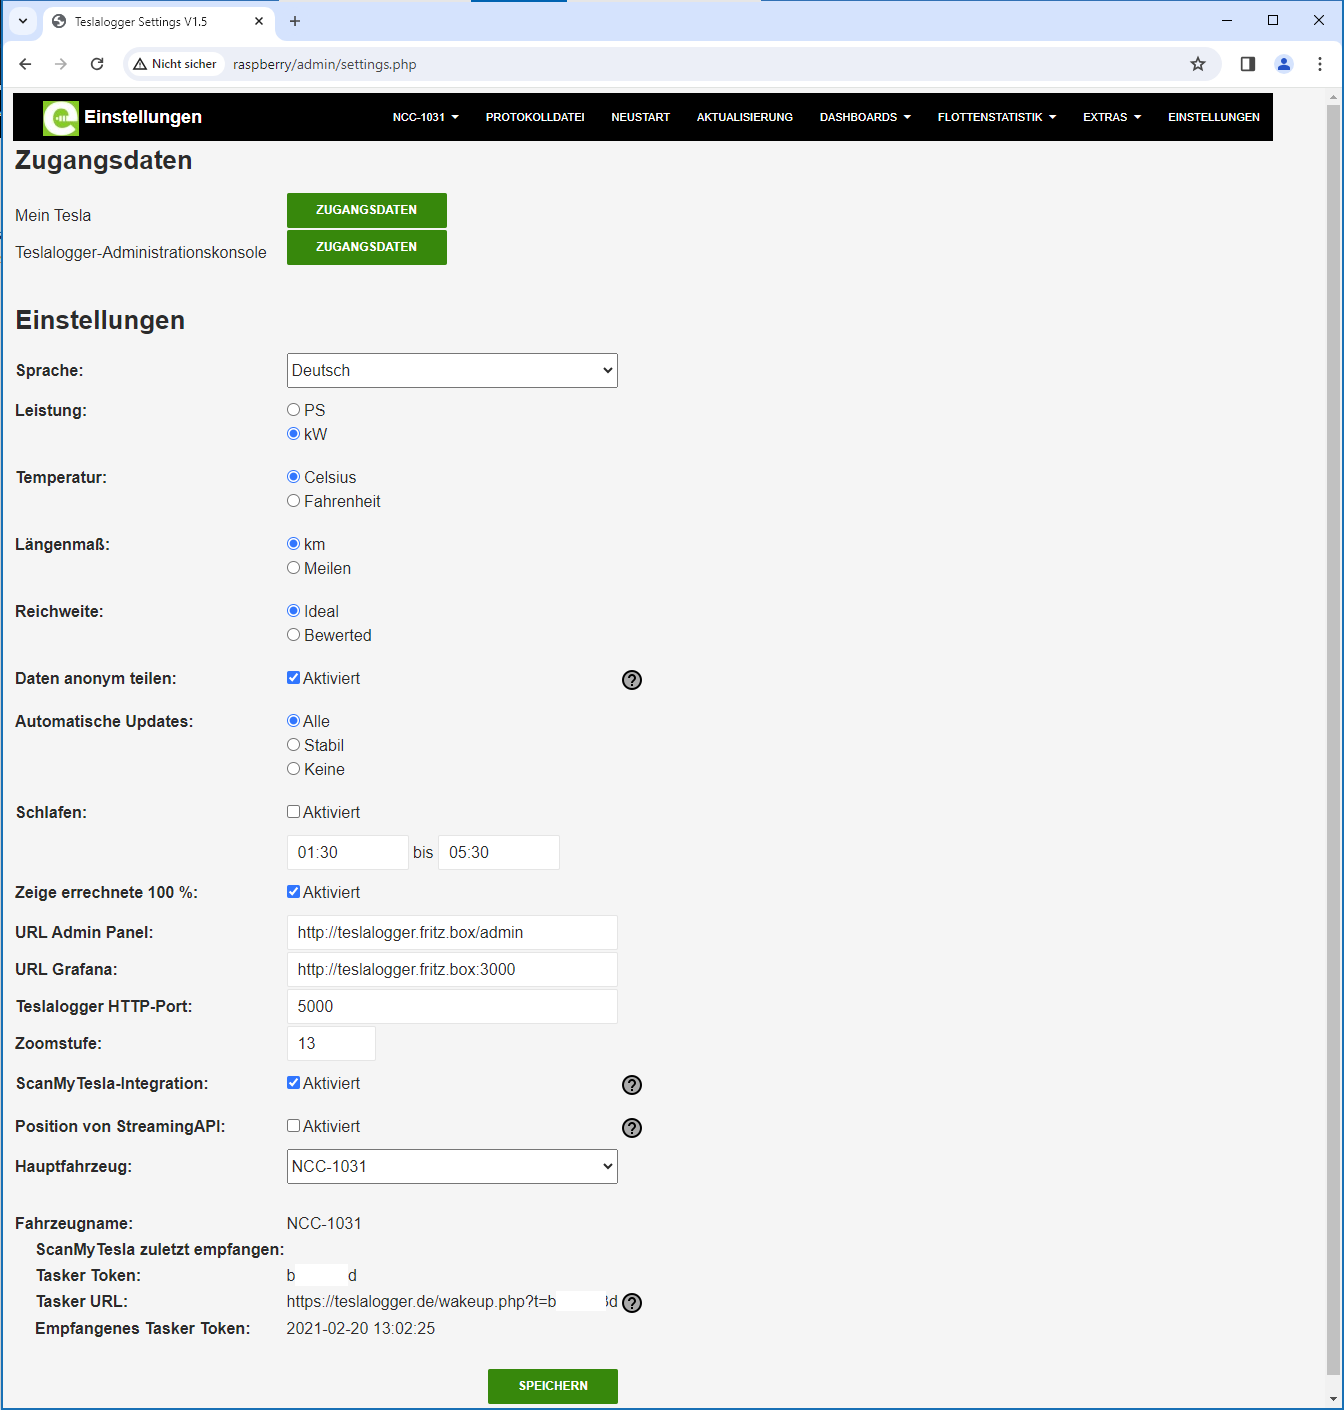 Teslalogger Settings V1.5
Nicht sicher raspberry/admin/settings.php
Einstellungen NCC-1031 PROTOKOLLDATEI NEUSTART AKTUALISIERUNG DASHBOARDS FLOTTENSTATISTIK EXTRAS EINSTELLUNGEN
Zugangsdaten
Mein Tesla ZUGANGSDATEN
Teslalogger-Administrationskonsole ZUGANGSDATEN
Einstellungen
Sprache: Deutsch
Leistung: PS
kW
Temperatur: Celsius
Fahrenheit
Längenmaß: km
Meilen
Reichweite: Ideal
Bewerted
Daten anonym teilen: Aktiviert ?
Automatische Updates: Alle
Stabil
Keine
Schlafen: Aktiviert
01:30 bis 05:30
Zeige errechnete 100 %: Aktiviert
URL Admin Panel: http://teslalogger.fritz.box/admin
URL Grafana: http://teslalogger.fritz.box:3000
Teslalogger HTTP-Port: 5000
Zoomstufe: 13
ScanMyTesla-Integration: Aktiviert ?
Position von StreamingAPI: Aktiviert ?
Hauptfahrzeug: NCC-1031
Fahrzeugname: NCC-1031
ScanMyTesla zuletzt empfangen:
Tasker Token: b d
Tasker URL: https://teslalogger.de/wakeup.php?t=b d ?
Empfangenes Tasker Token: 2021-02-20 13:02:25
SPEICHERN